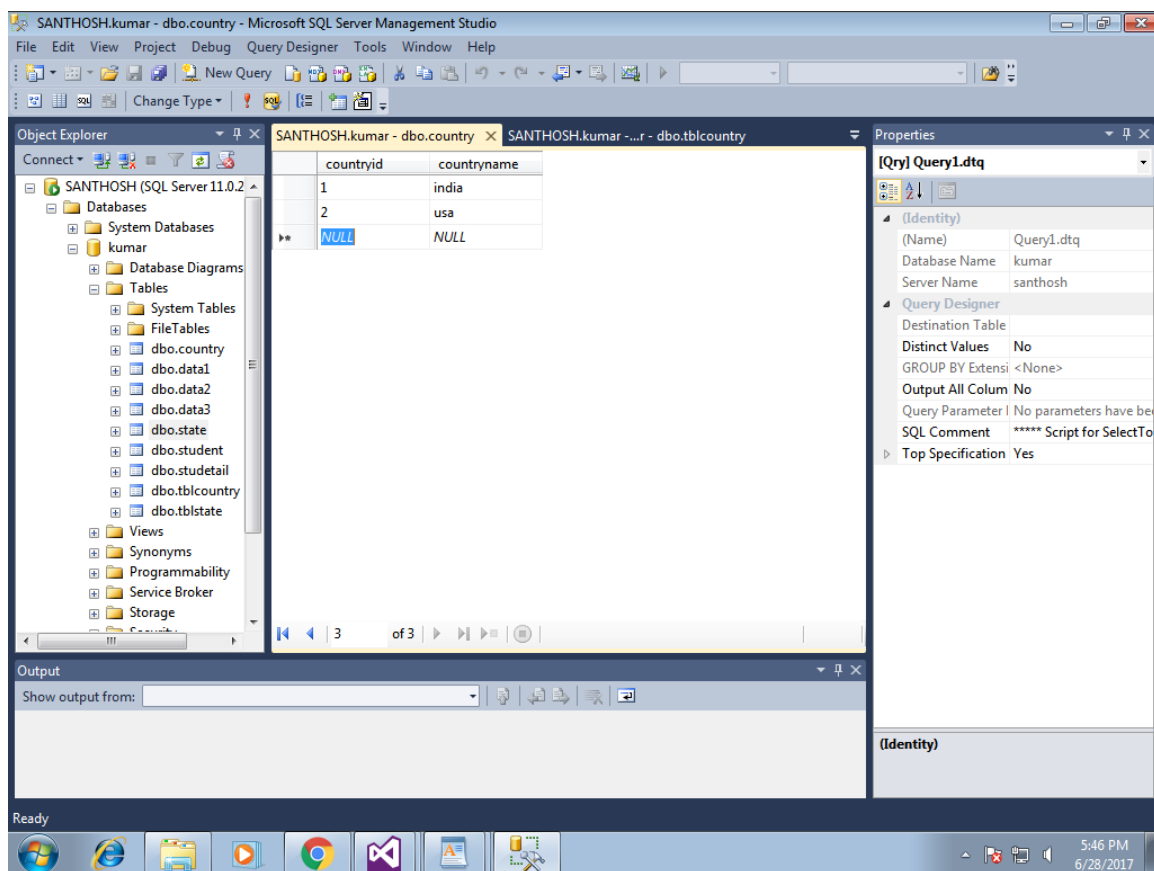 SANTHOSH.kumar - dbo.country - Microsoft SQL Server Management Studio
File Edit View Project Debug Query Designer Tools Window Help
New Query
Change Type
Object Explorer
Connect
SANTHOSH (SQL Server 11.0.2
Databases
System Databases
kumar
Database Diagrams
Tables
System Tables
FileTables
dbo.country
dbo.data1
dbo.data2
dbo.data3
dbo.state
dbo.student
dbo.studetail
dbo.tblcountry
dbo.tblstate
Views
Synonyms
Programmability
Service Broker
Storage
SANTHOSH.kumar - dbo.country SANTHOSH.kumar -...r - dbo.tblcountry
countryid countryname
1 india
2 usa
NULL NULL
3 of 3
Properties
[Qry] Query1.dtq
(Identity)
(Name) Query1.dtq
Database Name kumar
Server Name santhosh
Query Designer
Destination Table
Distinct Values No
GROUP BY Extensi <None>
Output All Colum No
Query Parameter No parameters have be
SQL Comment ***** Script for SelectTo
Top Specification Yes
(Identity)
Output
Show output from:
Ready
5:46 PM
6/28/2017